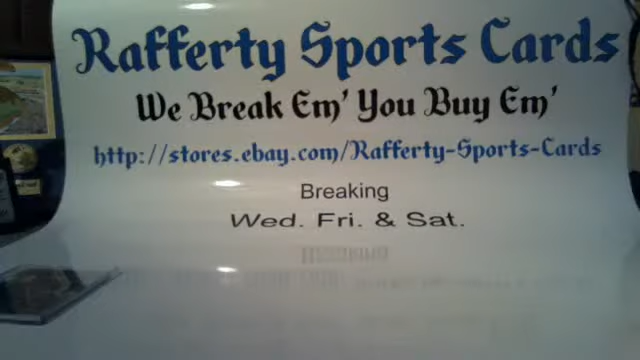 Rafferty Sports Cards
We Break Em' You Buy Em'
http://stores.ebay.com/Rafferty-Sports-Cards
Breaking
Wed. Fri. & Sat.